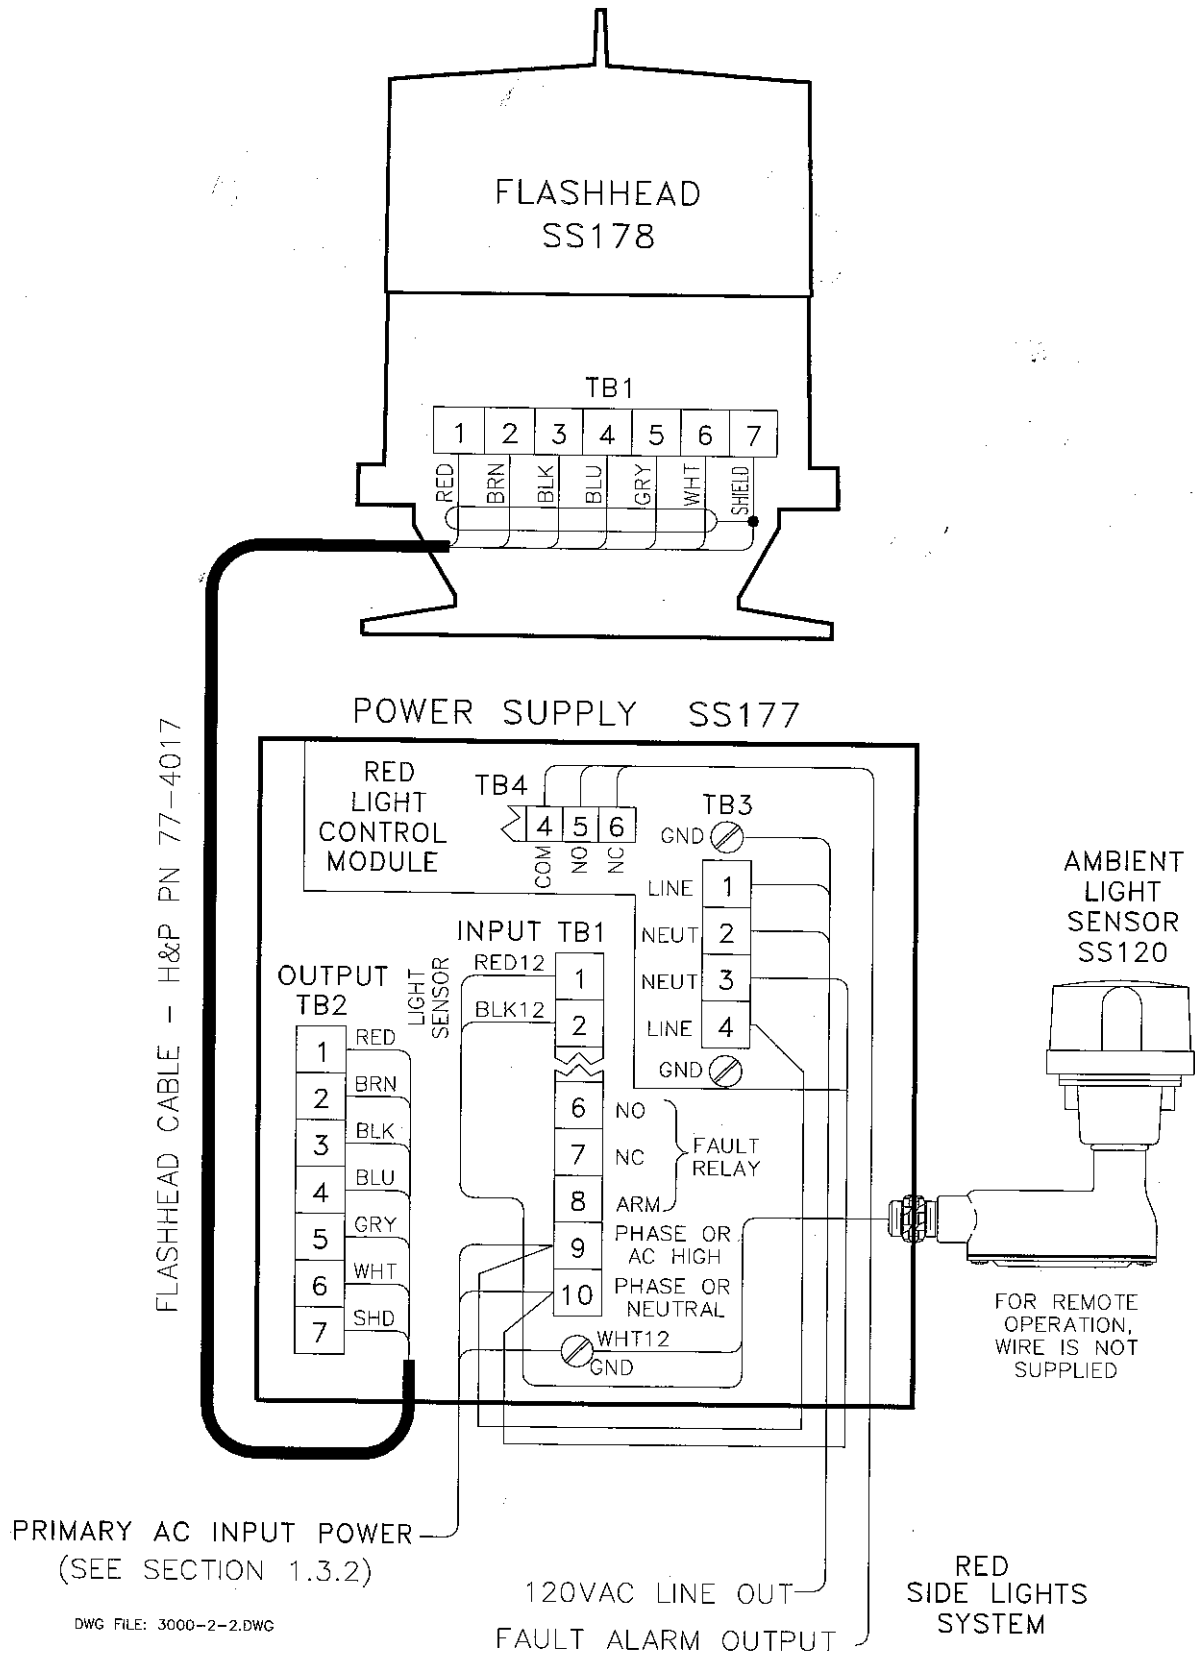 FLASHHEAD
SS178
TB1
1 2 3 4 5 6 7
RED
BRN
BLK
BLU
GRY
WHT
SHIELD
FLASHHEAD CABLE - H&P PN 77-4017
POWER SUPPLY SS177
RED
LIGHT
CONTROL
MODULE
TB4
4 5 6
COM
NO
NC
TB3
GND
LINE 1
NEUT 2
NEUT 3
LINE 4
GND
INPUT TB1
RED12 1
BLK12 2
LIGHT
SENSOR
6 NO
7 NC
8 ARM
FAULT
RELAY
9 PHASE OR
AC HIGH
10 PHASE OR
NEUTRAL
WHT12
GND
OUTPUT
TB2
1 RED
2 BRN
3 BLK
4 BLU
5 GRY
6 WHT
7 SHD
AMBIENT
LIGHT
SENSOR
SS120
FOR REMOTE
OPERATION,
WIRE IS NOT
SUPPLIED
PRIMARY AC INPUT POWER
(SEE SECTION 1.3.2)
DWG FILE: 3000-2-2.DWG
120VAC LINE OUT
FAULT ALARM OUTPUT
RED
SIDE LIGHTS
SYSTEM